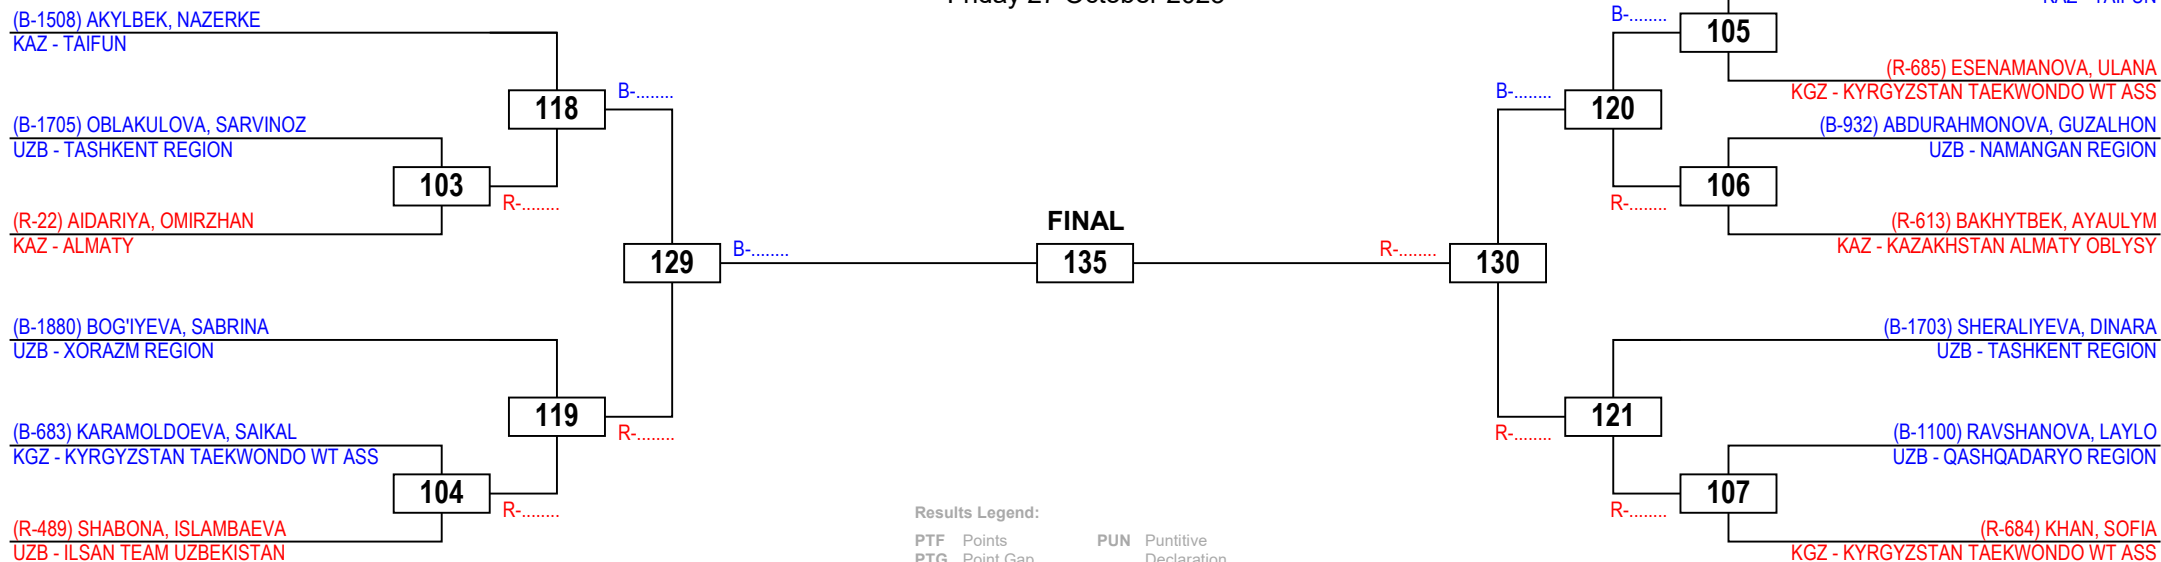 Friday 27 October 2023
(B-1508) AKYLBEK, NAZERKE
KAZ - TAIFUN
KAZ - TAIFUN
B-........
105
(R-685) ESENAMANOVA, ULANA
KGZ - KYRGYZSTAN TAEKWONDO WT ASS
118
B-........
B-........
120
(B-1705) OBLAKULOVA, SARVINOZ
UZB - TASHKENT REGION
(B-932) ABDURAHMONOVA, GUZALHON
UZB - NAMANGAN REGION
103
R-........
106
R-........
(R-22) AIDARIYA, OMIRZHAN
KAZ - ALMATY
(R-613) BAKHYTBEK, AYAULYM
KAZ - KAZAKHSTAN ALMATY OBLYSY
FINAL
129
B-........
135
R-........
130
(B-1880) BOG'IYEVA, SABRINA
UZB - XORAZM REGION
(B-1703) SHERALIYEVA, DINARA
UZB - TASHKENT REGION
119
R-........
R-........
121
(B-683) KARAMOLDOEVA, SAIKAL
KGZ - KYRGYZSTAN TAEKWONDO WT ASS
(B-1100) RAVSHANOVA, LAYLO
UZB - QASHQADARYO REGION
104
R-........
R-........
107
(R-489) SHABONA, ISLAMBAEVA
UZB - ILSAN TEAM UZBEKISTAN
(R-684) KHAN, SOFIA
KGZ - KYRGYZSTAN TAEKWONDO WT ASS
Results Legend:
PTF Points PUN Puntitive
PTG Point Gap Declaration